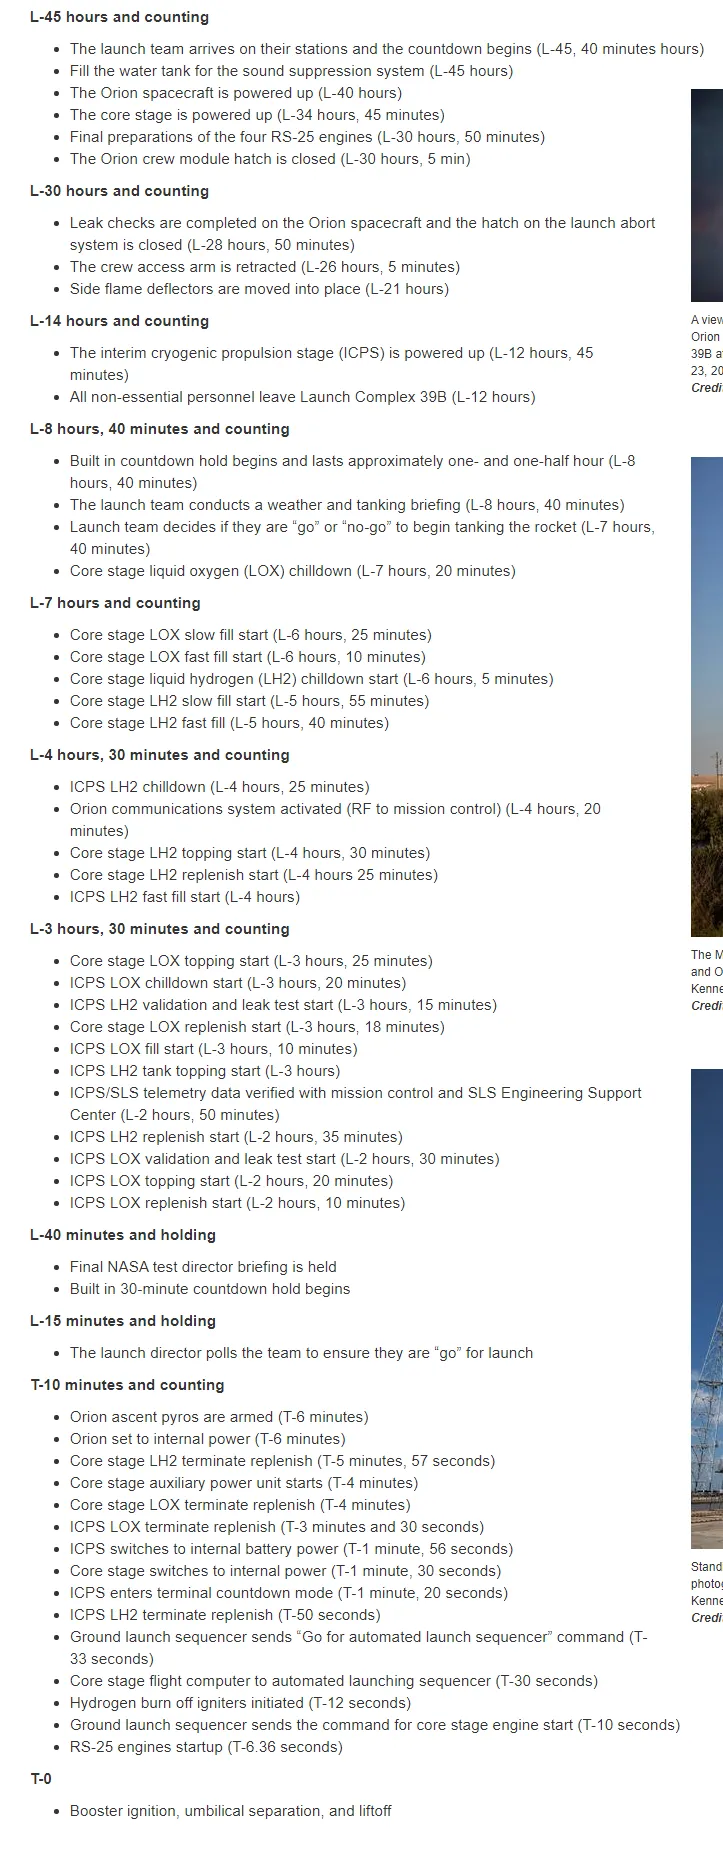 L-45 hours and counting
The launch team arrives on their stations and the countdown begins (L-45, 40 minutes hours)
Fill the water tank for the sound suppression system (L-45 hours)
The Orion spacecraft is powered up (L-40 hours)
The core stage is powered up (L-34 hours, 45 minutes)
Final preparations of the four RS-25 engines (L-30 hours, 50 minutes)
The Orion crew module hatch is closed (L-30 hours, 5 min)
L-30 hours and counting
Leak checks are completed on the Orion spacecraft and the hatch on the launch abort
system is closed (L-28 hours, 50 minutes)
The crew access arm is retracted (L-26 hours, 5 minutes)
Side flame deflectors are moved into place (L-21 hours)
L-14 hours and counting
The interim cryogenic propulsion stage (ICPS) is powered up (L-12 hours, 45
minutes)
All non-essential personnel leave Launch Complex 39B (L-12 hours)
L-8 hours, 40 minutes and counting
Built in countdown hold begins and lasts approximately one- and one-half hour (L-8
hours, 40 minutes)
The launch team conducts a weather and tanking briefing (L-8 hours, 40 minutes)
Launch team decides if they are “go” or “no-go” to begin tanking the rocket (L-7 hours,
40 minutes)
Core stage liquid oxygen (LOX) chilldown (L-7 hours, 20 minutes)
L-7 hours and counting
Core stage LOX slow fill start (L-6 hours, 25 minutes)
Core stage LOX fast fill start (L-6 hours, 10 minutes)
Core stage liquid hydrogen (LH2) chilldown start (L-6 hours, 5 minutes)
Core stage LH2 slow fill start (L-5 hours, 55 minutes)
Core stage LH2 fast fill (L-5 hours, 40 minutes)
L-4 hours, 30 minutes and counting
ICPS LH2 chilldown (L-4 hours, 25 minutes)
Orion communications system activated (RF to mission control) (L-4 hours, 20
minutes)
Core stage LH2 topping start (L-4 hours, 30 minutes)
Core stage LH2 replenish start (L-4 hours 25 minutes)
ICPS LH2 fast fill start (L-4 hours)
L-3 hours, 30 minutes and counting
Core stage LOX topping start (L-3 hours, 25 minutes)
ICPS LOX chilldown start (L-3 hours, 20 minutes)
ICPS LH2 validation and leak test start (L-3 hours, 15 minutes)
Core stage LOX replenish start (L-3 hours, 18 minutes)
ICPS LOX fill start (L-3 hours, 10 minutes)
ICPS LH2 tank topping start (L-3 hours)
ICPS/SLS telemetry data verified with mission control and SLS Engineering Support
Center (L-2 hours, 50 minutes)
ICPS LH2 replenish start (L-2 hours, 35 minutes)
ICPS LOX validation and leak test start (L-2 hours, 30 minutes)
ICPS LOX topping start (L-2 hours, 20 minutes)
ICPS LOX replenish start (L-2 hours, 10 minutes)
L-40 minutes and holding
Final NASA test director briefing is held
Built in 30-minute countdown hold begins
L-15 minutes and holding
The launch director polls the team to ensure they are “go” for launch
T-10 minutes and counting
Orion ascent pyros are armed (T-6 minutes)
Orion set to internal power (T-6 minutes)
Core stage LH2 terminate replenish (T-5 minutes, 57 seconds)
Core stage auxiliary power unit starts (T-4 minutes)
Core stage LOX terminate replenish (T-4 minutes)
ICPS LOX terminate replenish (T-3 minutes and 30 seconds)
ICPS switches to internal battery power (T-1 minute, 56 seconds)
Core stage switches to internal power (T-1 minute, 30 seconds)
ICPS enters terminal countdown mode (T-1 minute, 20 seconds)
ICPS LH2 terminate replenish (T-50 seconds)
Ground launch sequencer sends “Go for automated launch sequencer” command (T-
33 seconds)
Core stage flight computer to automated launching sequencer (T-30 seconds)
Hydrogen burn off igniters initiated (T-12 seconds)
Ground launch sequencer sends the command for core stage engine start (T-10 seconds)
RS-25 engines startup (T-6.36 seconds)
T-0
Booster ignition, umbilical separation, and liftoff
A view
Orion
39B a
23, 20
Credi
The M
and O
Kenne
Credi
Stand
photo
Kenne
Credi